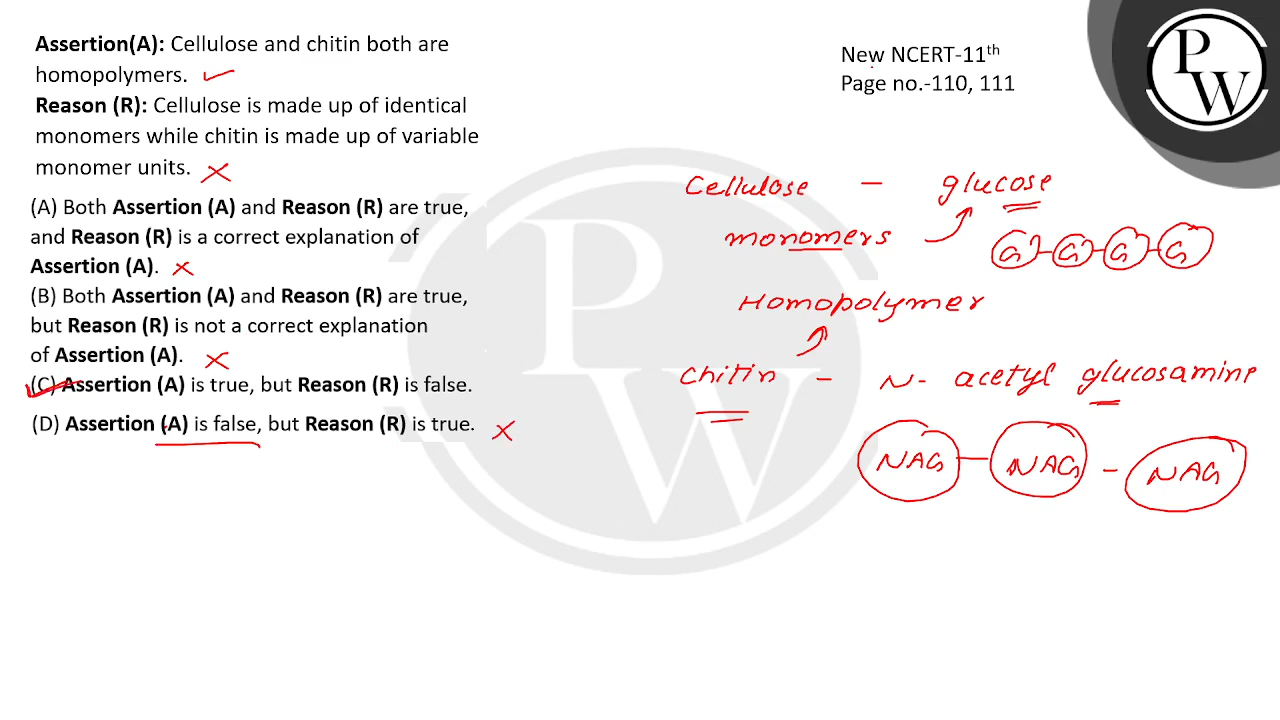 Assertion(A): Cellulose and chitin both are
homopolymers.
Reason (R): Cellulose is made up of identical
monomers while chitin is made up of variable
monomer units.
(A) Both Assertion (A) and Reason (R) are true,
and Reason (R) is a correct explanation of
Assertion (A).
(B) Both Assertion (A) and Reason (R) are true,
but Reason (R) is not a correct explanation
of Assertion (A).
(C) Assertion (A) is true, but Reason (R) is false.
(D) Assertion (A) is false, but Reason (R) is true.
New NCERT-11th
Page no.-110, 111
P
W
Cellulose — glucose
monomers
G - G - G - G
Homopolymer
Chitin — N- acetyl glucosamine
NAG — NAG - NAG
P
W